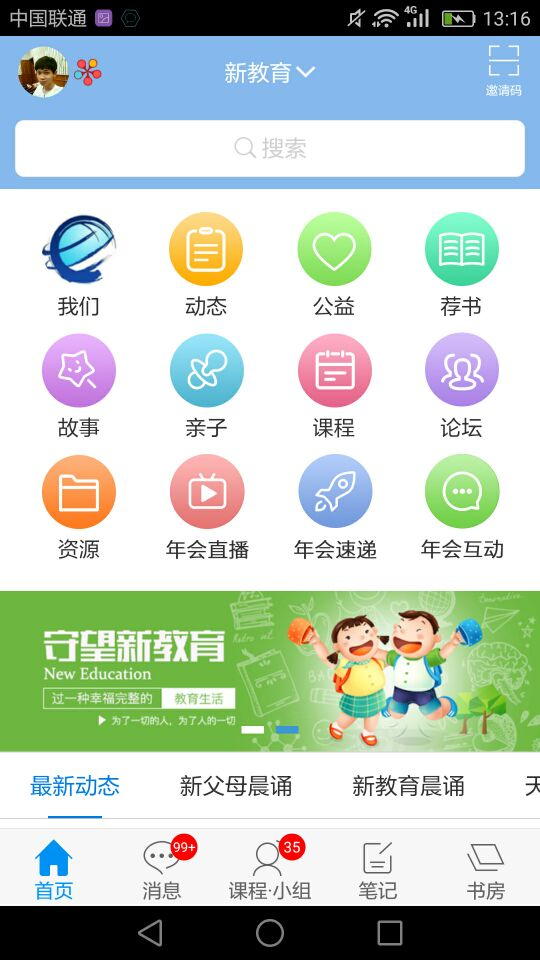 中国联通 4G 13:16
新教育
邀请码
搜索
我们 动态 公益 荐书
故事 亲子 课程 论坛
资源 年会直播 年会速递 年会互动
守望新教育
New Education
过一种幸福完整的 教育生活
为了一切的人，为了人的一切
最新动态 新父母晨诵 新教育晨诵 天
99+ 35
首页 消息 课程·小组 笔记 书房